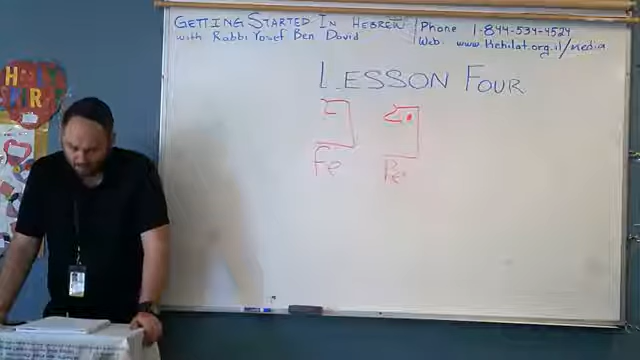 GETTING STARTED IN HEBREW
with Rabbi Yosef Ben David
Phone 1-844-534-4524
Web. www.Kehilat.org.il/media
LESSON FOUR
פ פּ
Fe Pe